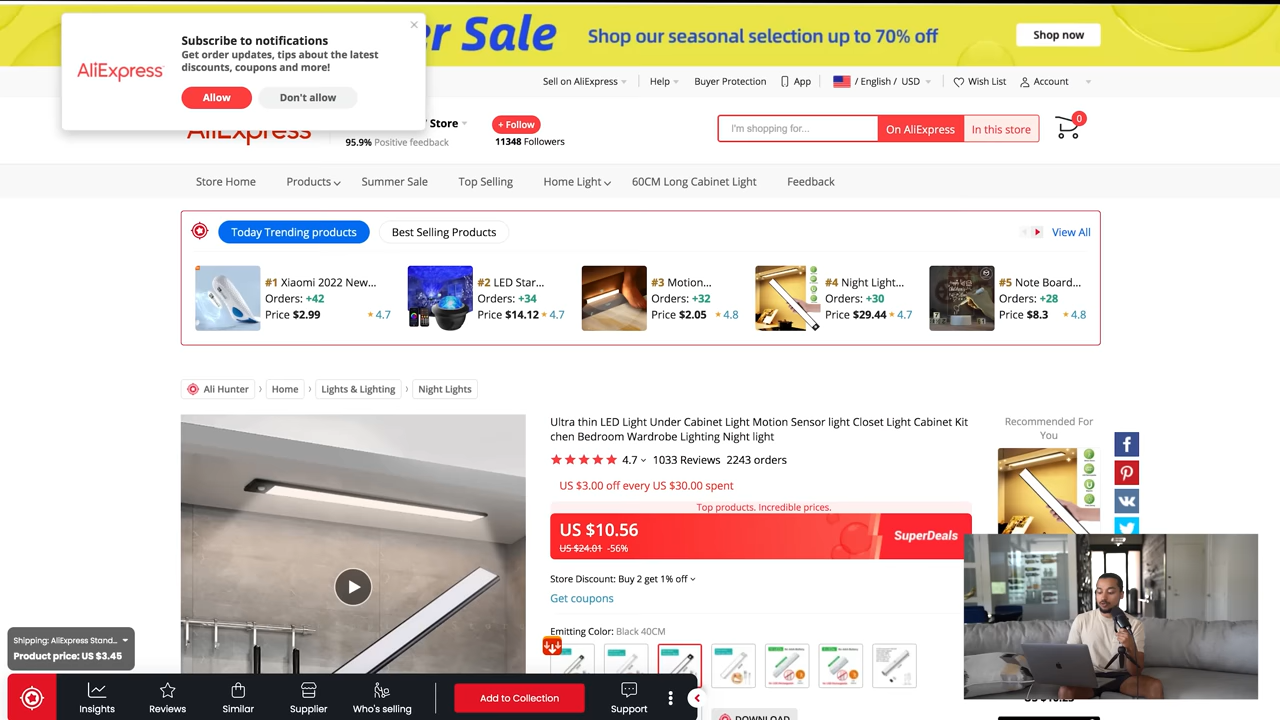 er Sale
Shop our seasonal selection up to 70% off
Shop now
Subscribe to notifications
Get order updates, tips about the latest
discounts, coupons and more!
AliExpress
Allow
Don't allow
Sell on AliExpress
Help
Buyer Protection
App
/ English / USD
Wish List
Account
AliExpress
Store
95.9% Positive feedback
+ Follow
11348 Followers
I'm shopping for...
On AliExpress
In this store
0
Store Home
Products
Summer Sale
Top Selling
Home Light
60CM Long Cabinet Light
Feedback
Today Trending products
Best Selling Products
View All
#1 Xiaomi 2022 New...
Orders: +42
Price $2.99
4.7
#2 LED Star...
Orders: +34
Price $14.12
4.7
#3 Motion...
Orders: +32
Price $2.05
4.8
#4 Night Light...
Orders: +30
Price $29.44
4.7
#5 Note Board...
Orders: +28
Price $8.3
4.8
Ali Hunter
Home
Lights & Lighting
Night Lights
Ultra thin LED Light Under Cabinet Light Motion Sensor light Closet Light Cabinet Kit
chen Bedroom Wardrobe Lighting Night light
4.7
1033 Reviews
2243 orders
US $3.00 off every US $30.00 spent
Top products. Incredible prices.
US $10.56
US $24.01 -56%
SuperDeals
Store Discount: Buy 2 get 1% off
Get coupons
Emitting Color: Black 40CM
Recommended For
You
Shipping: AliExpress Stand...
Product price: US $3.45
Insights
Reviews
Similar
Supplier
Who's selling
Add to Collection
Support
DOWNLOAD